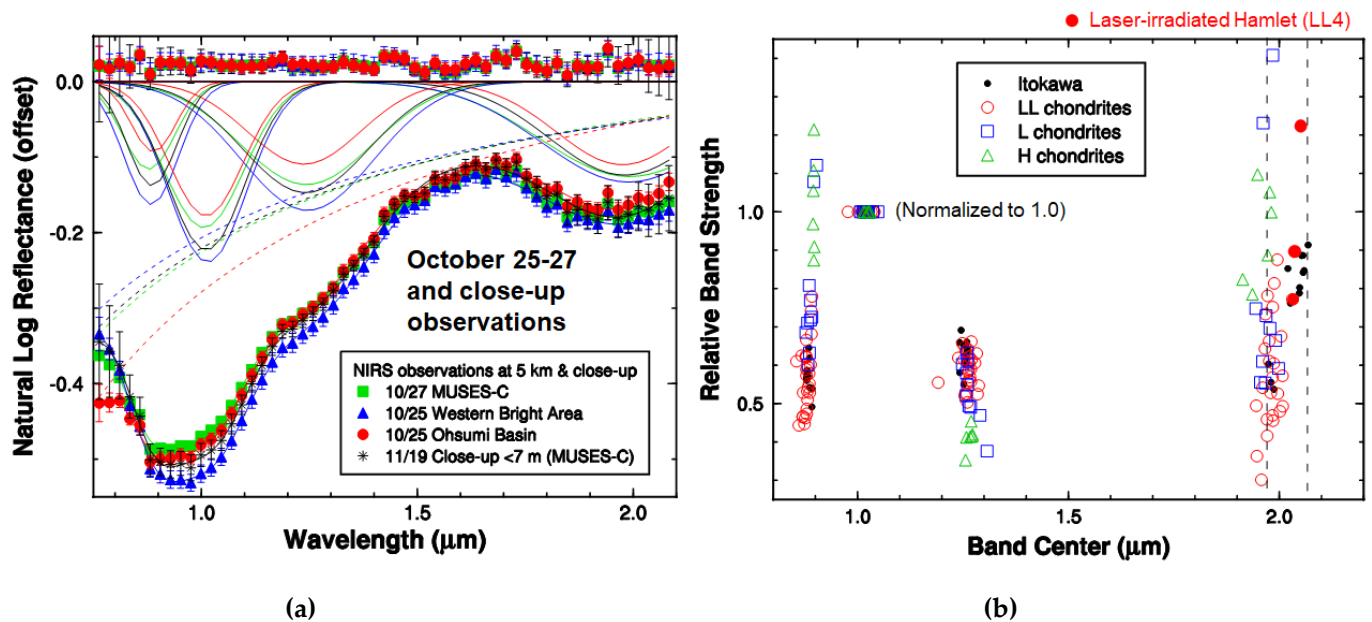 Natural Log Reflectance (offset)
0.0
-0.2
-0.4
October 25-27
and close-up
observations
NIRS observations at 5 km & close-up
10/27 MUSES-C
10/25 Western Bright Area
10/25 Ohsumi Basin
11/19 Close-up <7 m (MUSES-C)
1.0
1.5
2.0
Wavelength (μm)
(a)
Laser-irradiated Hamlet (LL4)
Relative Band Strength
1.0
0.5
Itokawa
LL chondrites
L chondrites
H chondrites
(Normalized to 1.0)
1.0
1.5
2.0
Band Center (μm)
(b)